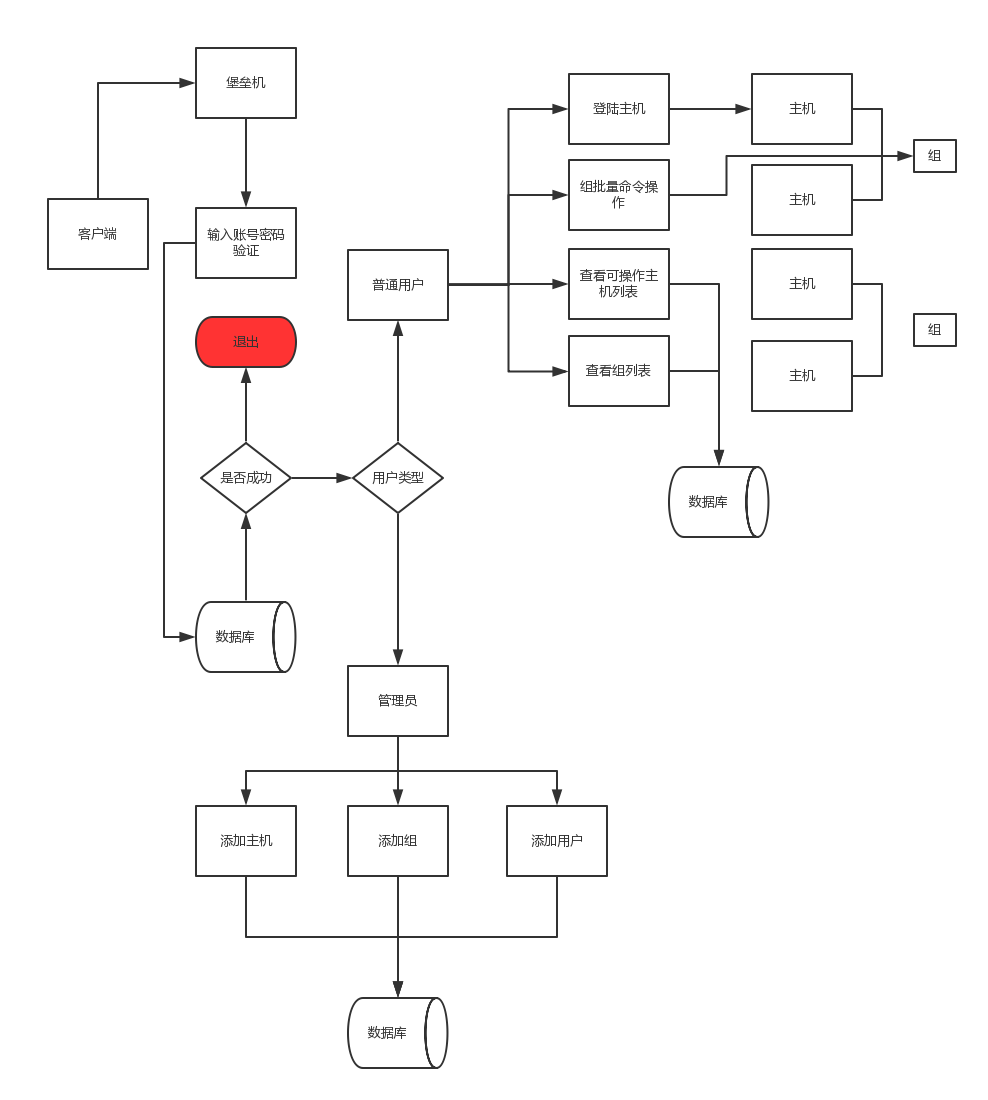 堡垒机
客户端
输入账号密码
验证
退出
是否成功
用户类型
数据库
普通用户
登陆主机
组批量命令操
作
查看可操作主
机列表
查看组列表
主机
主机
组
主机
主机
组
数据库
管理员
添加主机
添加组
添加用户
数据库